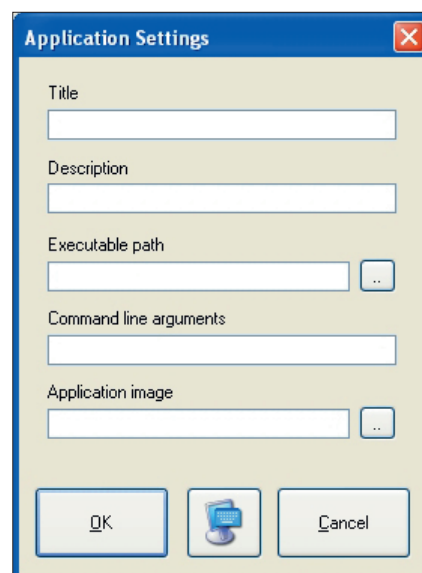 Application Settings
Title
Description
Executable path
..
Command line arguments
Application image
..
OK
Cancel